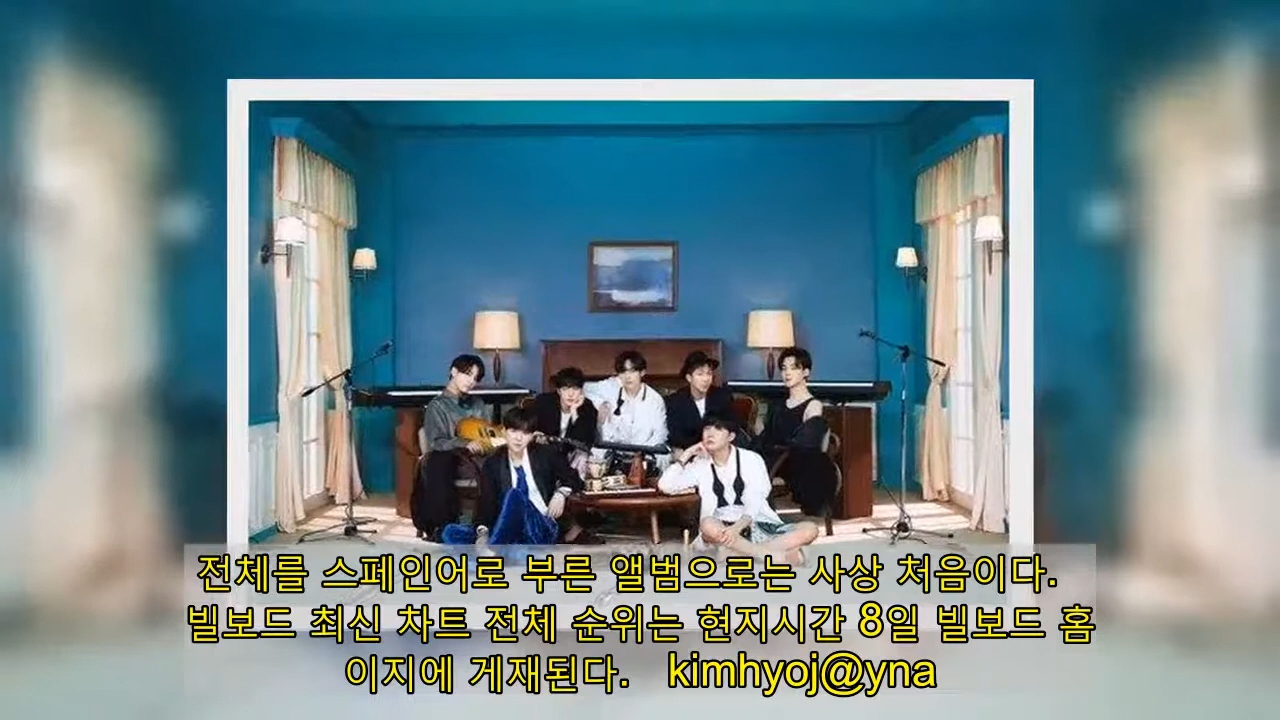 전체를 스페인어로 부른 앨범으로는 사상 처음이다.
빌보드 최신 차트 전체 순위는 현지시간 8일 빌보드 홈
이지에 게재된다. kimhyoj@yna